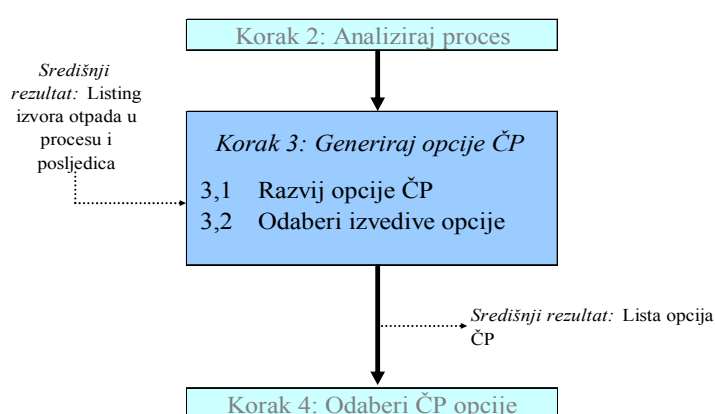 Korak 2: Analiziraj proces
Središnji
rezultat: Listing
izvora otpada u
procesu i
posljedica
Korak 3: Generiraj opcije ČP
3,1 Razvij opcije ČP
3,2 Odaberi izvedive opcije
Središnji rezultat: Lista opcija
ČP
Korak 4: Odaberi ČP opcije